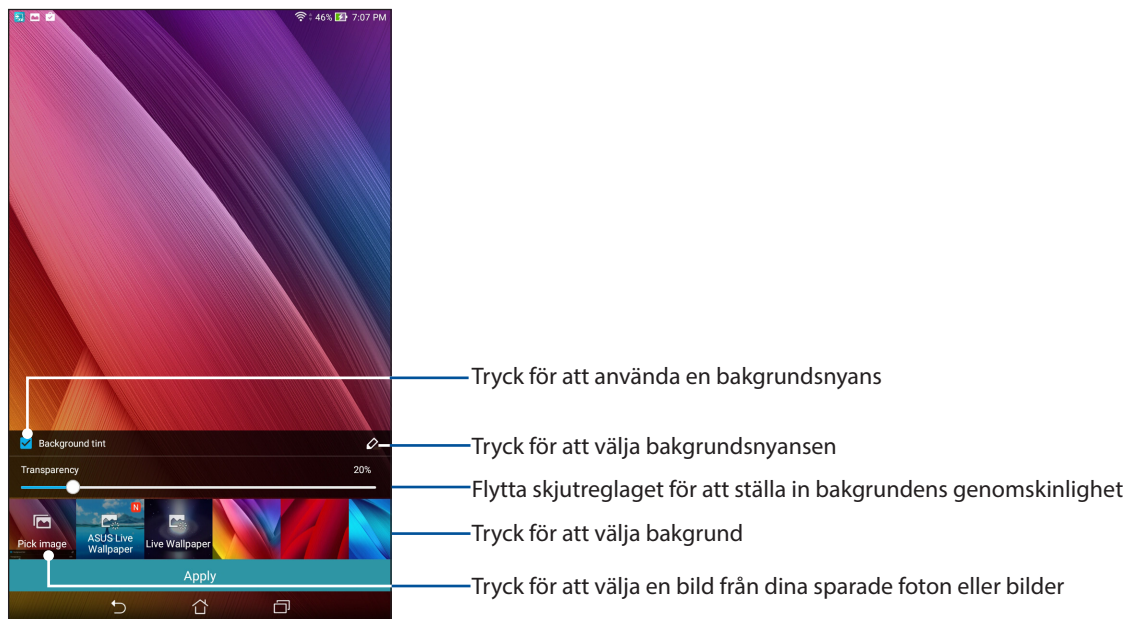 46% 7:07 PM
Tryck för att använda en bakgrundsnyans
Background tint
Tryck för att välja bakgrundsnyansen
Transparency 20%
Flytta skjutreglaget för att ställa in bakgrundens genomskinlighet
N
Pick image
ASUS Live
Wallpaper
Live Wallpaper
Tryck för att välja bakgrund
Apply
Tryck för att välja en bild från dina sparade foton eller bilder